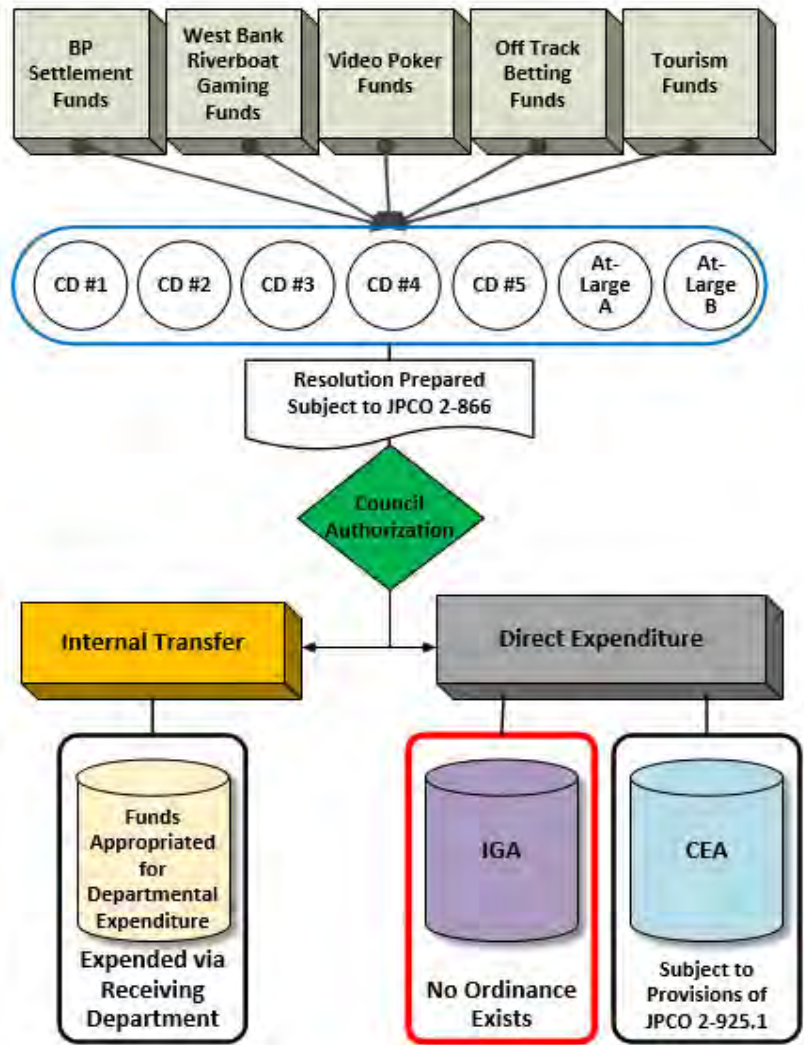 BP
Settlement
Funds
West Bank
Riverboat
Gaming
Funds
Video Poker
Funds
Off Track
Betting
Funds
Tourism
Funds
CD #1
CD #2
CD #3
CD #4
CD #5
At-
Large
A
At-
Large
B
Resolution Prepared
Subject to JPCO 2-866
Council
Authorization
Internal Transfer
Direct Expenditure
Funds
Appropriated
for
Departmental
Expenditure
Expended via
Receiving
Department
IGA
No Ordinance
Exists
CEA
Subject to
Provisions of
JPCO 2-925.1